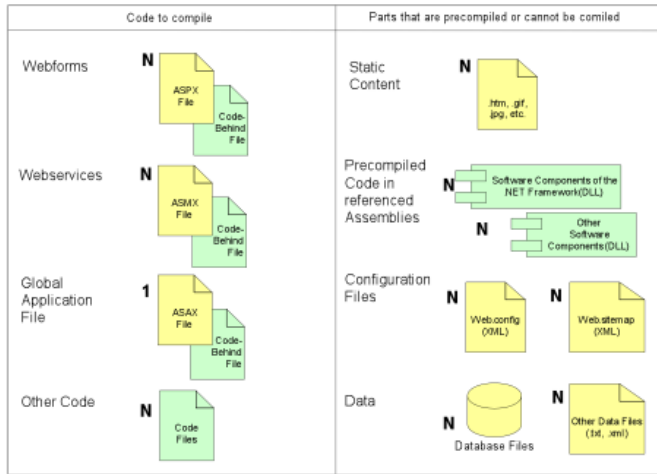 Code to compile
Parts that are precompiled or cannot be comiled
Webforms
N
ASPX
File
Code-
Behind
File
Static
Content
N
.htm, .gif,
.jpg, etc.
Webservices
N
ASMX
File
Code-
Behind
File
Precompiled
Code in
referenced
Assemblies
N
Software Components of the
.NET Framework(DLL)
N
Other
Software
Components(DLL)
Global
Application
File
1
ASAX
File
Code-
Behind
File
Configuration
Files
N
Web.config
(XML)
N
Web.sitemap
(XML)
Other Code
N
Code
Files
Data
N
Database Files
N
Other Data Files
(.txt, .xml)